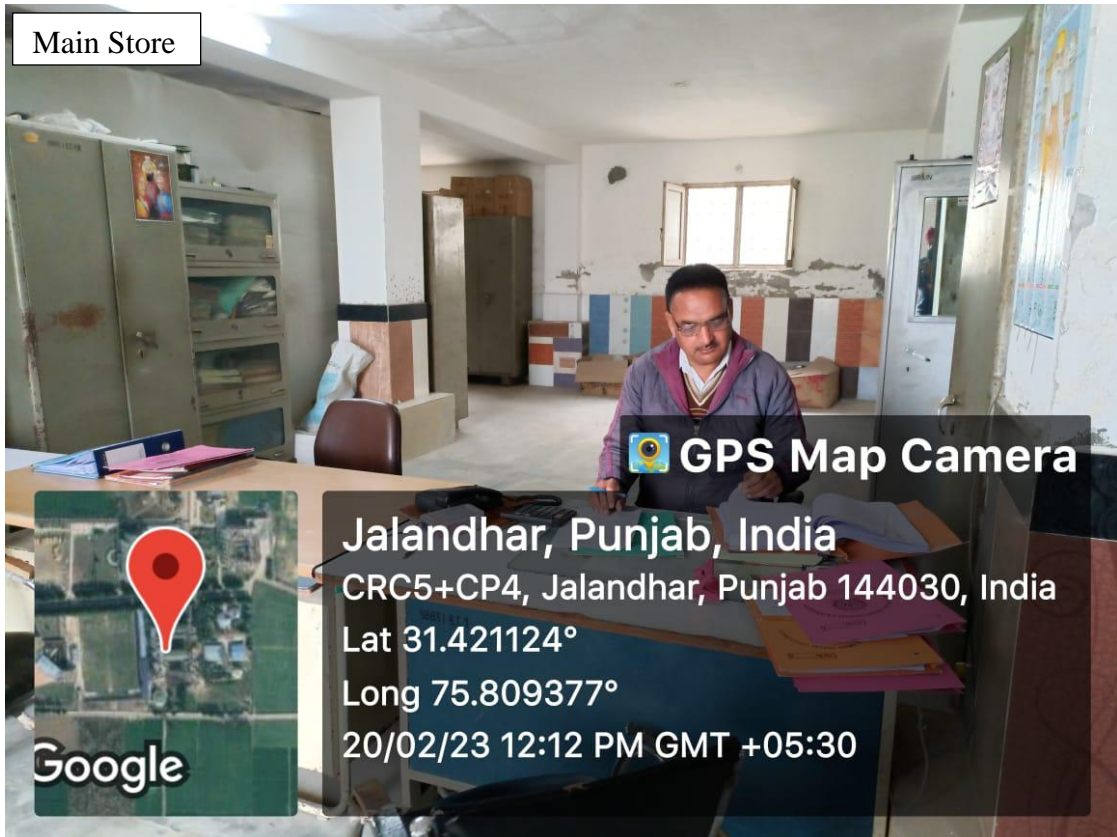 Main Store
GPS Map Camera
Jalandhar, Punjab, India
CRC5+CP4, Jalandhar, Punjab 144030, India
Lat 31.421124°
Long 75.809377°
20/02/23 12:12 PM GMT +05:30
Google